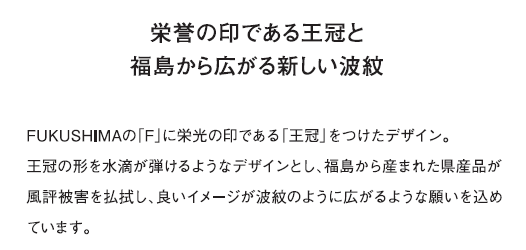 栄誉の印である王冠と
福島から広がる新しい波紋
FUKUSHIMAの「F」に栄光の印である「王冠」をつけたデザイン。
王冠の形を水滴が弾けるようなデザインとし、福島から産まれた県産品が
風評被害を払拭し、良いイメージが波紋のように広がるような願いを込め
ています。